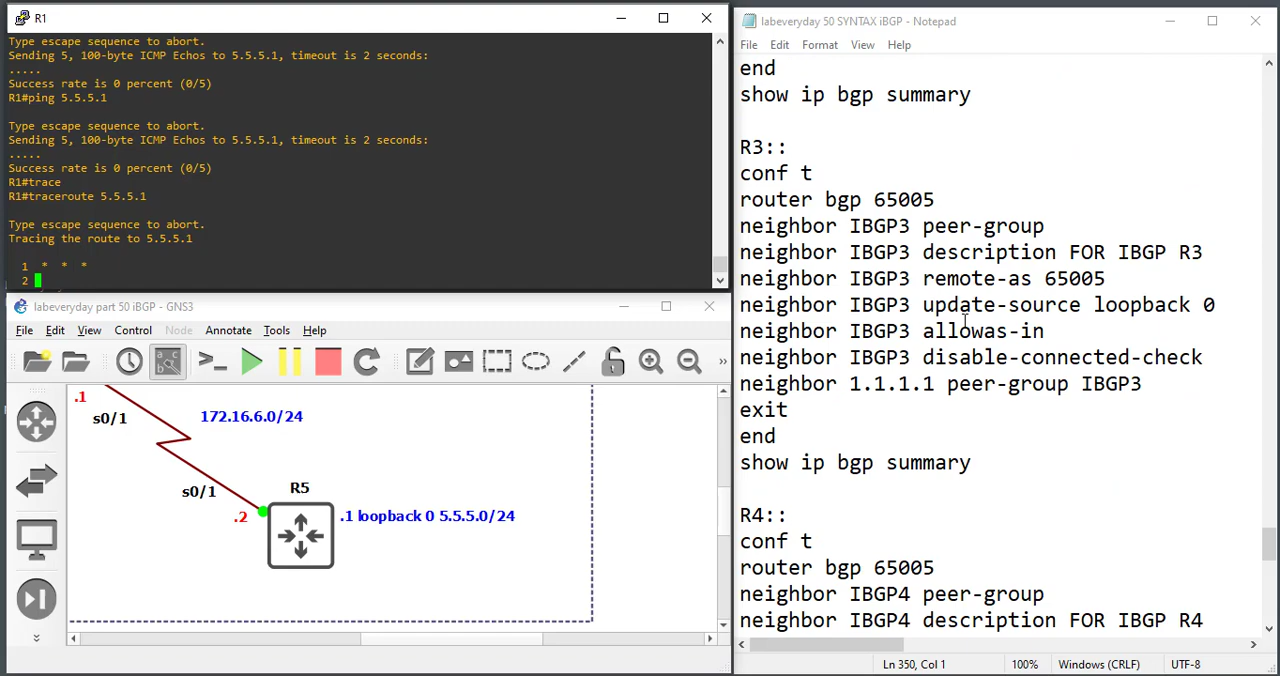 R1
Type escape sequence to abort.
Sending 5, 100-byte ICMP Echos to 5.5.5.1, timeout is 2 seconds:
.....
Success rate is 0 percent (0/5)
R1#ping 5.5.5.1
Type escape sequence to abort.
Sending 5, 100-byte ICMP Echos to 5.5.5.1, timeout is 2 seconds:
.....
Success rate is 0 percent (0/5)
R1#trace
R1#traceroute 5.5.5.1
Type escape sequence to abort.
Tracing the route to 5.5.5.1
1 * * *
2
labeveryday part 50 iBGP - GNS3
File Edit View Control Node Annotate Tools Help
.1
s0/1
172.16.6.0/24
s0/1
.2
R5
.1 loopback 0 5.5.5.0/24
labeveryday 50 SYNTAX iBGP - Notepad
File Edit Format View Help
end
show ip bgp summary
R3::
conf t
router bgp 65005
neighbor IBGP3 peer-group
neighbor IBGP3 description FOR IBGP R3
neighbor IBGP3 remote-as 65005
neighbor IBGP3 update-source loopback 0
neighbor IBGP3 allowas-in
neighbor IBGP3 disable-connected-check
neighbor 1.1.1.1 peer-group IBGP3
exit
end
show ip bgp summary
R4::
conf t
router bgp 65005
neighbor IBGP4 peer-group
neighbor IBGP4 description FOR IBGP R4
Ln 350, Col 1 100% Windows (CRLF) UTF-8